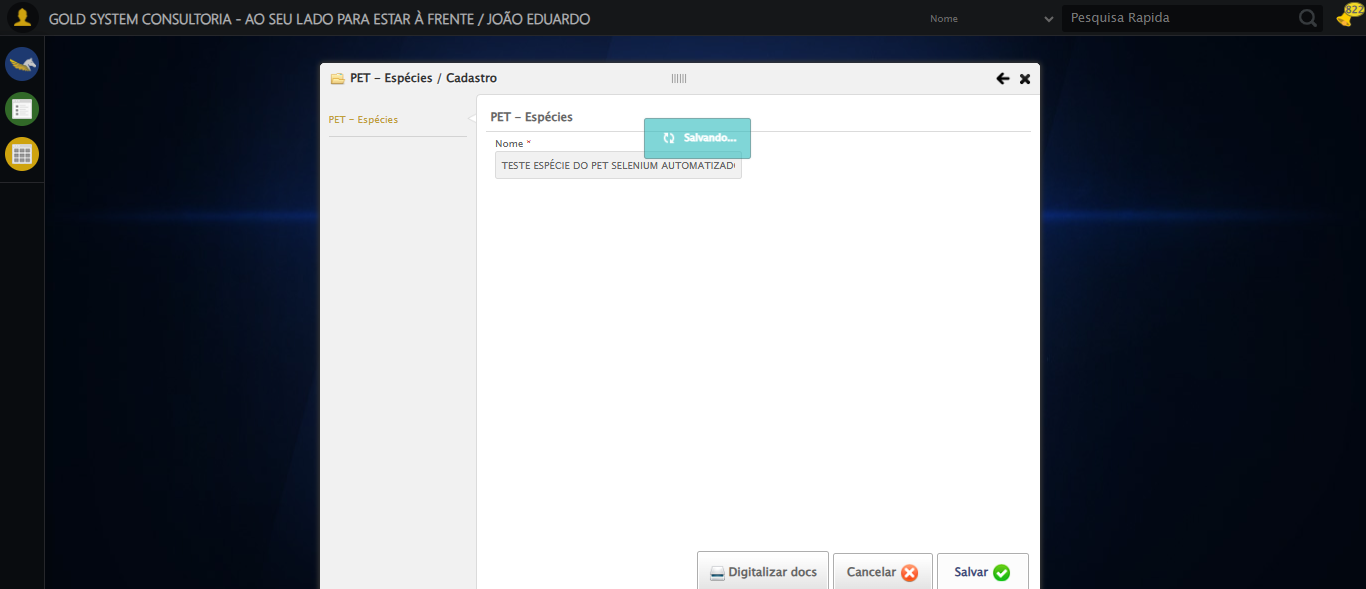 GOLD SYSTEM CONSULTORIA - AO SEU LADO PARA ESTAR À FRENTE / JOÃO EDUARDO
Nome
Pesquisa Rapida
822
PET - Espécies / Cadastro
PET - Espécies
PET - Espécies
Salvando...
Nome *
TESTE ESPÉCIE DO PET SELENIUM AUTOMATIZAD
Digitalizar docs
Cancelar
Salvar